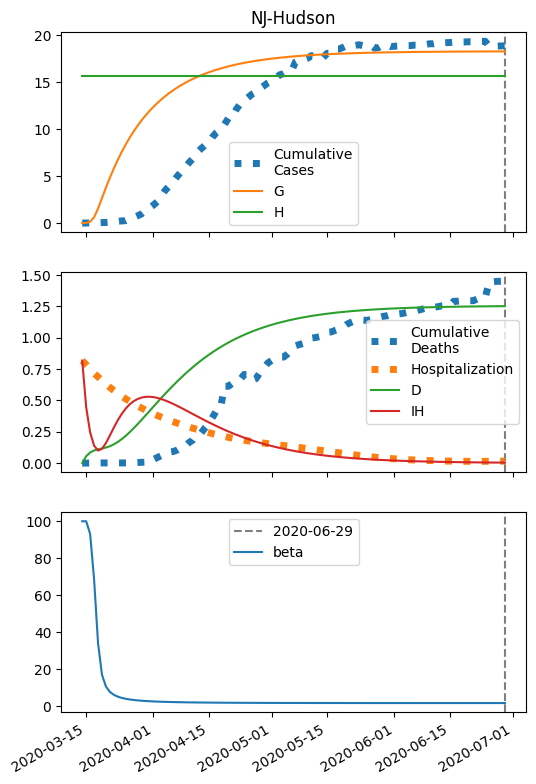 NJ-Hudson
20
15
10
5
0
Cumulative
Cases
G
H
1.50
1.25
1.00
0.75
0.50
0.25
0.00
Cumulative
Deaths
Hospitalization
D
IH
100
80
60
40
20
0
2020-06-29
beta
2020-03-15
2020-04-01
2020-04-15
2020-05-01
2020-05-15
2020-06-01
2020-06-15
2020-07-01